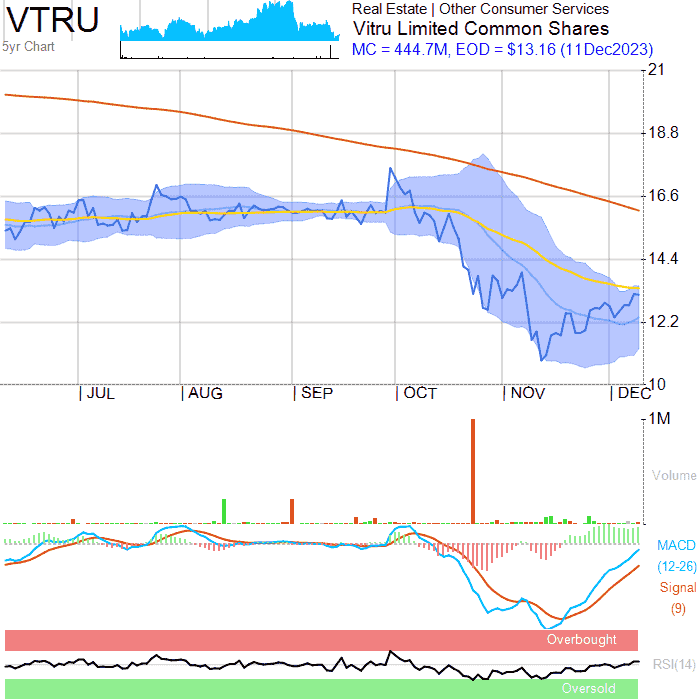 VTRU
5yr Chart
Real Estate | Other Consumer Services
Vitru Limited Common Shares
MC = 444.7M, EOD = $13.16 (11Dec2023)
21
18.8
16.6
14.4
12.2
10
JUL
AUG
SEP
OCT
NOV
DEC
1M
Volume
MACD
(12-26)
Signal
(9)
Overbought
RSI(14)
Oversold